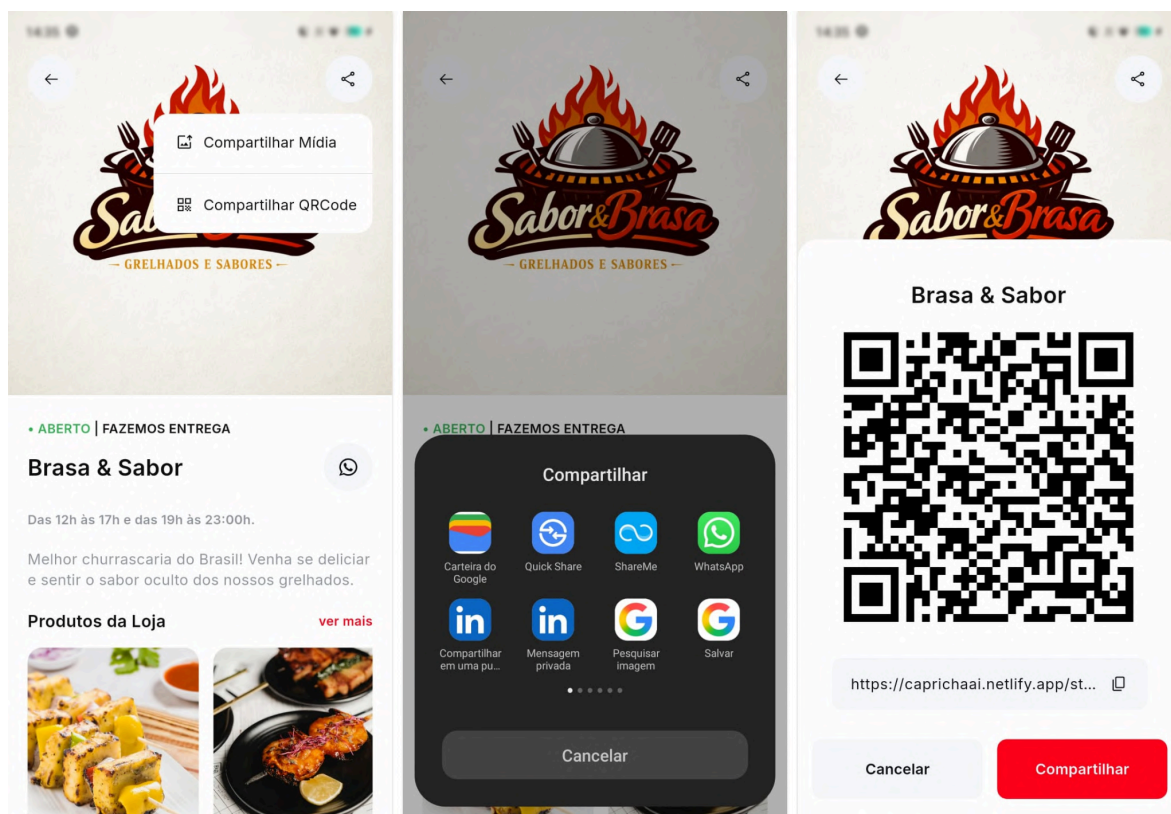 14:35
Compartilhar Mídia
Compartilhar QRCode
Sab
GRELHADOS E SABORES
• ABERTO | FAZEMOS ENTREGA
Brasa & Sabor
Das 12h às 17h e das 19h às 23:00h.
Melhor churrascaria do Brasil! Venha se deliciar
e sentir o sabor oculto dos nossos grelhados.
Produtos da Loja
ver mais
Sabor&Brasa
GRELHADOS E SABORES
• ABERTO | FAZEMOS ENTREGA
Compartilhar
Carteira do
Google
Quick Share
ShareMe
WhatsApp
Compartilhar
em uma pu...
Mensagem
privada
Pesquisar
imagem
Salvar
Cancelar
14:35
Sabor&Brasa
Brasa & Sabor
https://caprichaai.netlify.app/st...
Cancelar
Compartilhar